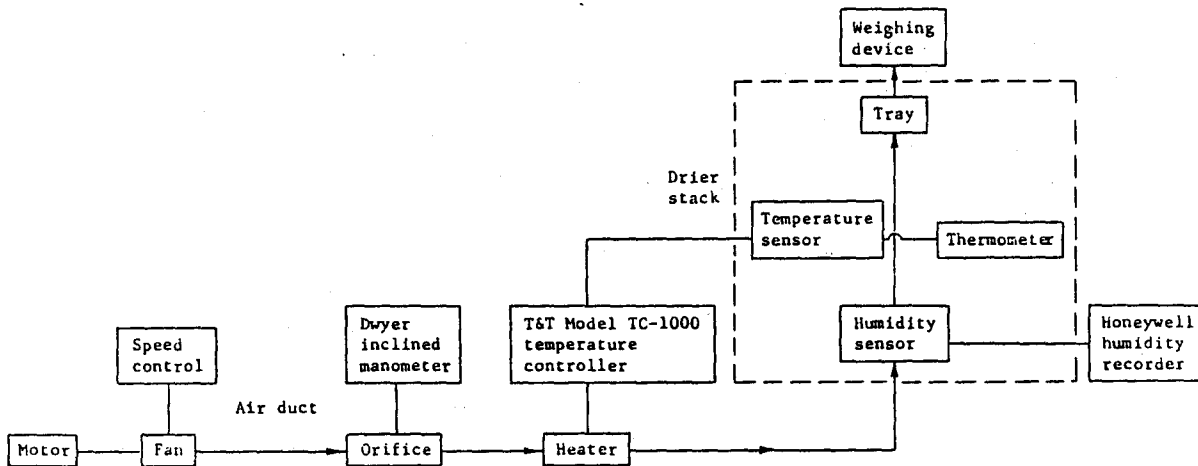 Weighing
device
Tray
Drier
stack
Temperature
sensor
Thermometer
Speed
control
Dwyer
inclined
manometer
T&T Model TC-1000
temperature
controller
Humidity
sensor
Honeywell
humidity
recorder
Air duct
Motor
Fan
Orifice
Heater